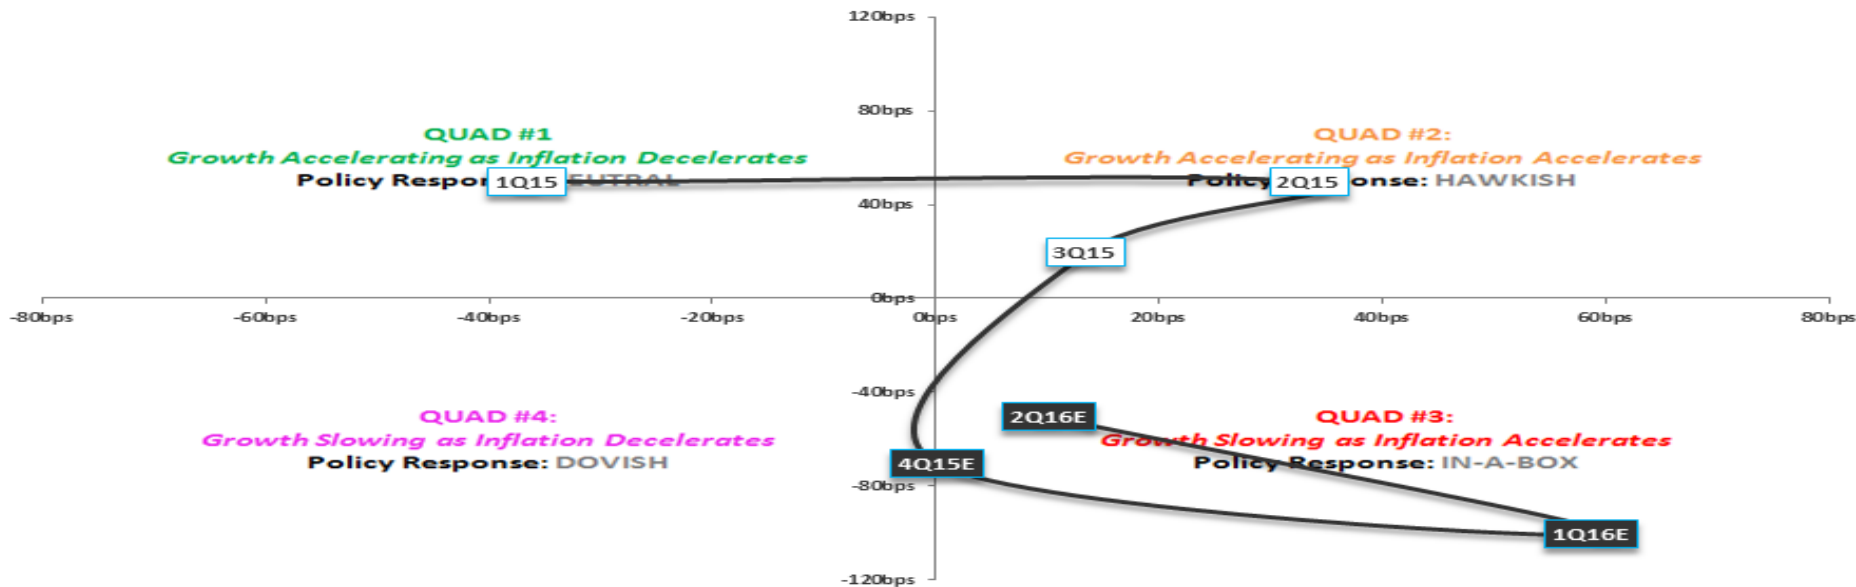 120bps
80bps
QUAD #1
Growth Accelerating as Inflation Decelerates
QUAD #2:
Growth Accelerating as Inflation Accelerates
1Q15
Policy Response: HAWKISH
2Q15
40bps
3Q15
0bps
-80bps
-60bps
-40bps
-20bps
0bps
20bps
40bps
60bps
80bps
-40bps
QUAD #4:
Growth Slowing as Inflation Decelerates
Policy Response: DOVISH
2Q16E
QUAD #3:
Growth Slowing as Inflation Accelerates
Policy Response: IN-A-BOX
4Q15E
-80bps
1Q16E
-120bps